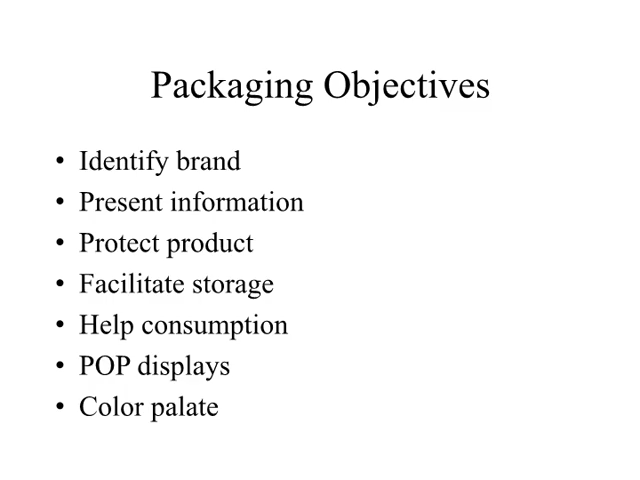 Packaging Objectives
• Identify brand
• Present information
• Protect product
• Facilitate storage
• Help consumption
• POP displays
• Color palate